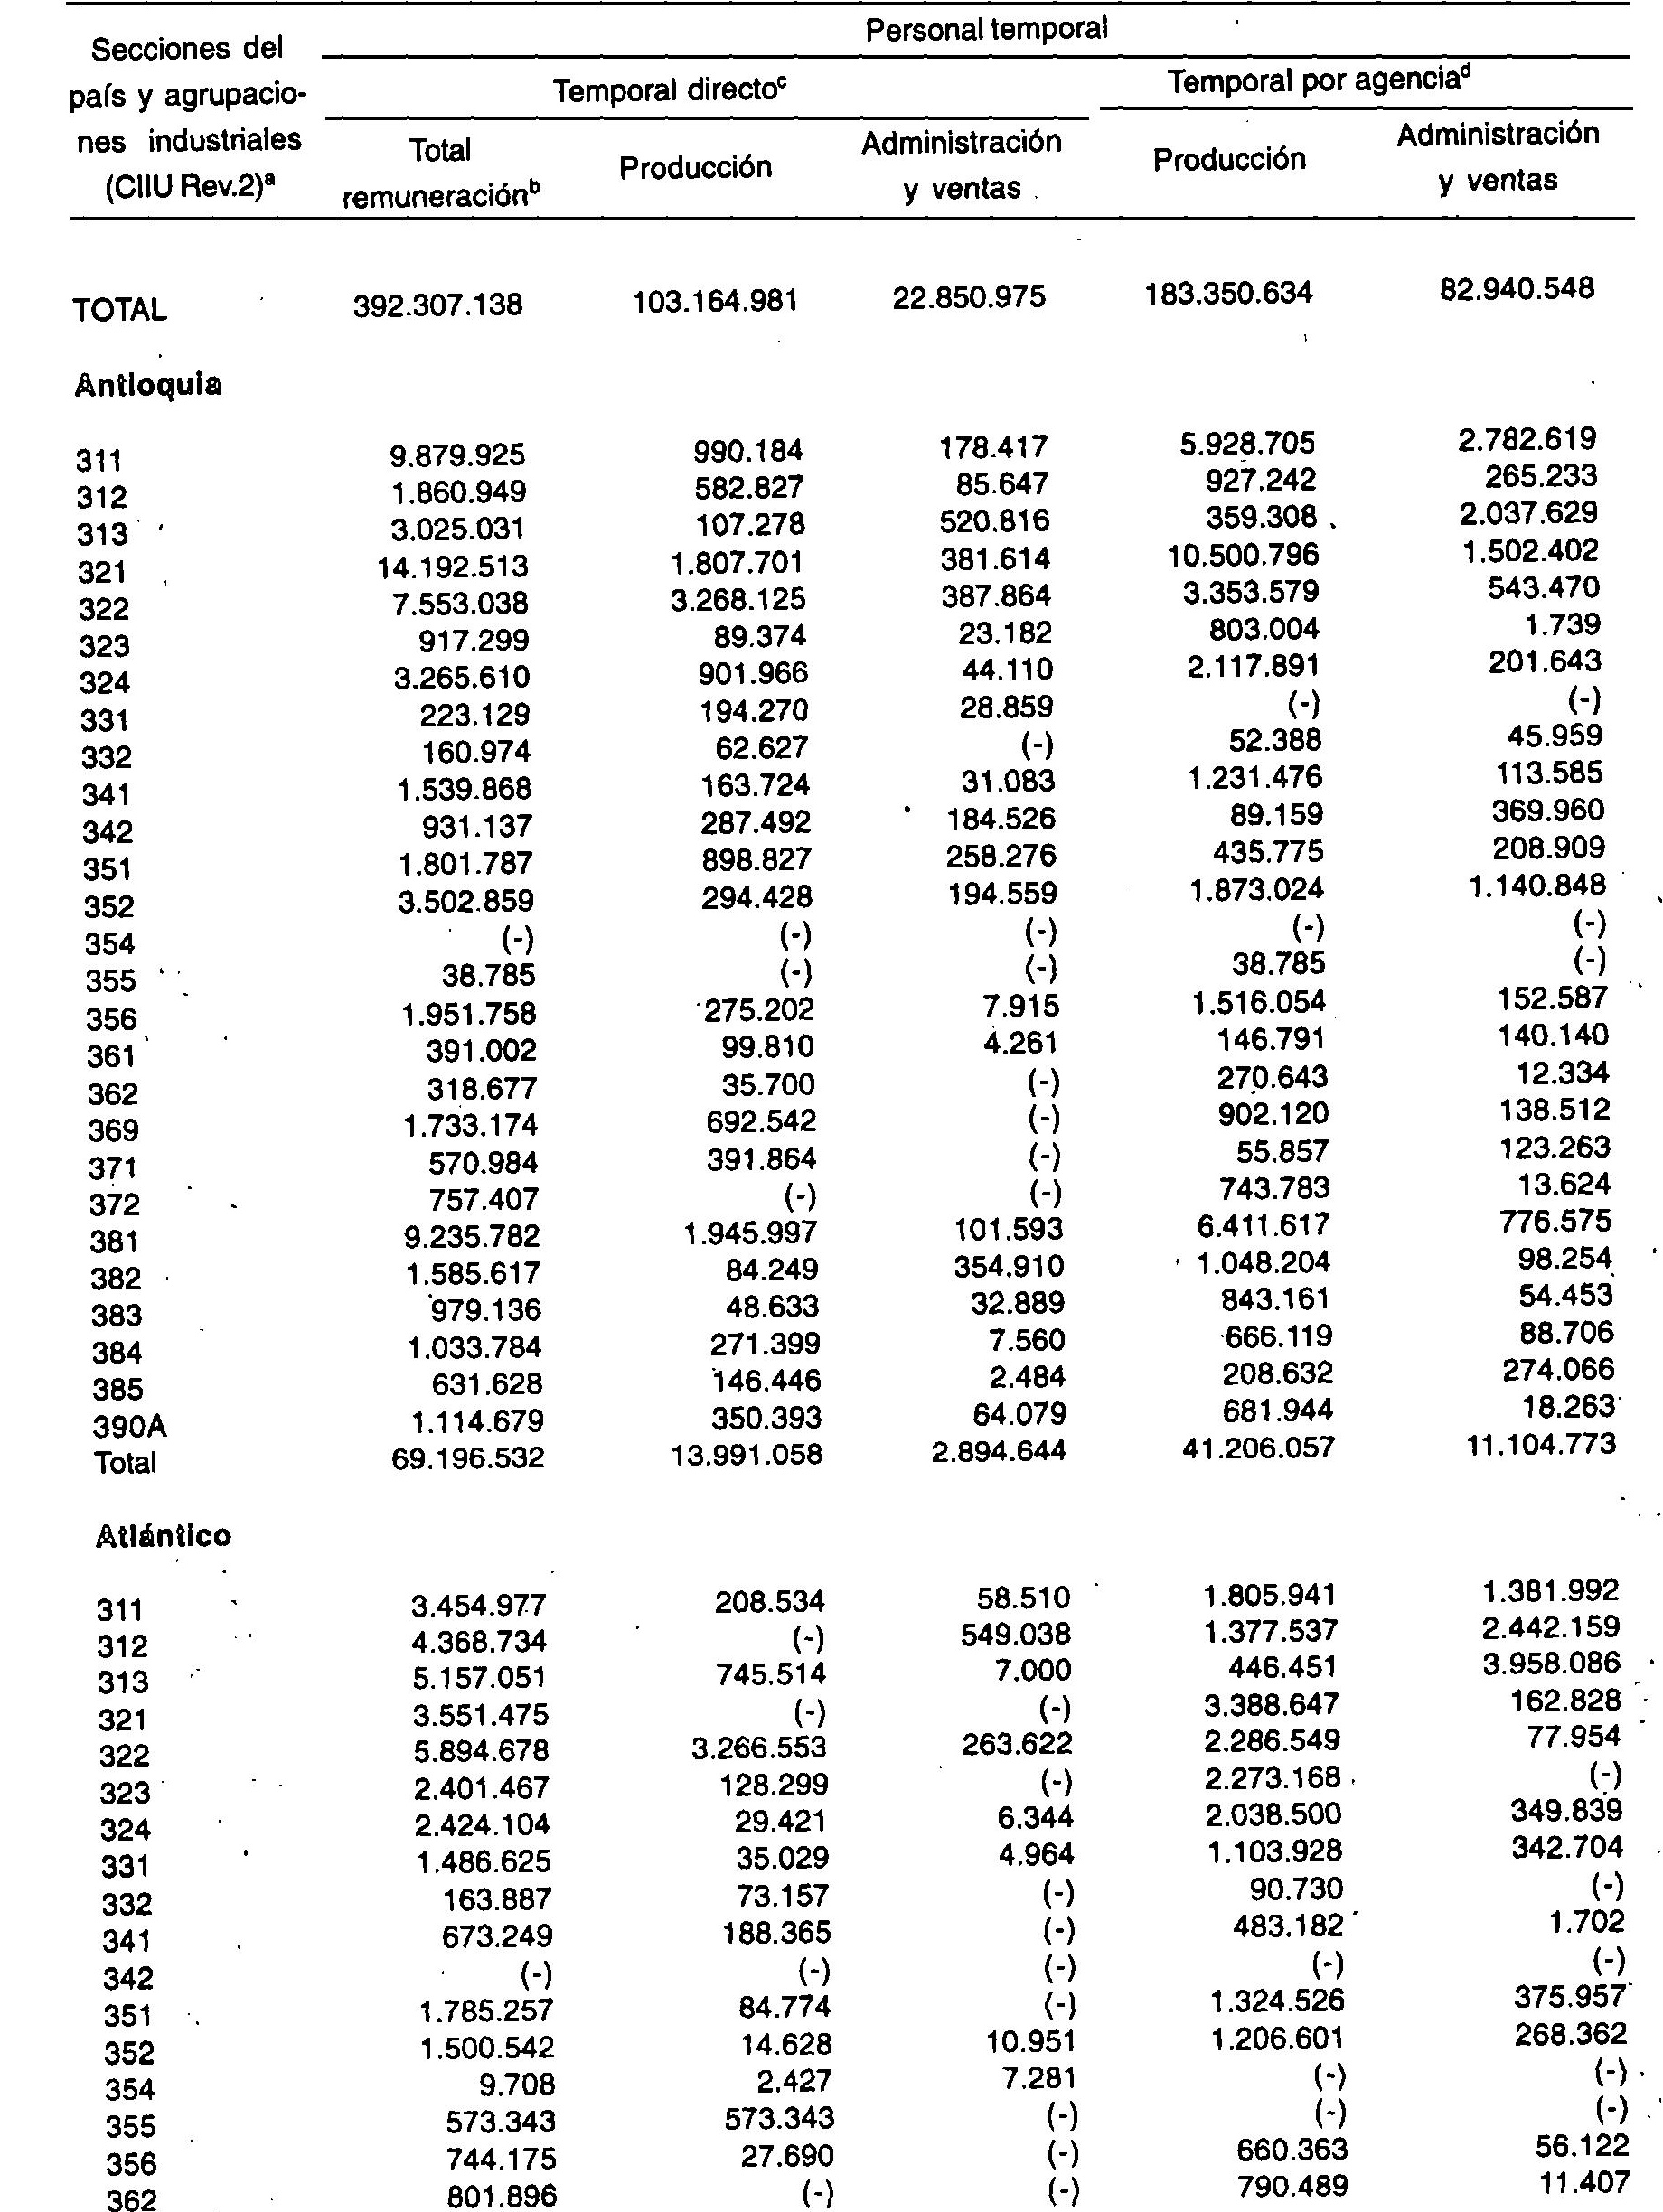 Personal temporal
Secciones del país y agrupacio- nes industriales (CIIU Rev.2)ª
Temporal directoᶜ
Temporal por agenciaᵈ
Total remuneraciónᵇ
Producción
Administración y ventas
Producción
Administración y ventas
TOTAL 392.307.138 103.164.981 22.850.975 183.350.634 82.940.548
Antioquia
311 9.879.925 990.184 178.417 5.928.705 2.782.619
312 1.860.949 582.827 85.647 927.242 265.233
313 3.025.031 107.278 520.816 359.308 2.037.629
321 14.192.513 1.807.701 381.614 10.500.796 1.502.402
322 7.553.038 3.268.125 387.864 3.353.579 543.470
323 917.299 89.374 23.182 803.004 1.739
324 3.265.610 901.966 44.110 2.117.891 201.643
331 223.129 194.270 28.859 (-) (-)
332 160.974 62.627 (-) 52.388 45.959
341 1.539.868 163.724 31.083 1.231.476 113.585
342 931.137 287.492 184.526 89.159 369.960
351 1.801.787 898.827 258.276 435.775 208.909
352 3.502.859 294.428 194.559 1.873.024 1.140.848
354 (-) (-) (-) (-) (-)
355 38.785 (-) (-) 38.785 (-)
356 1.951.758 275.202 7.915 1.516.054 152.587
361 391.002 99.810 4.261 146.791 140.140
362 318.677 35.700 (-) 270.643 12.334
369 1.733.174 692.542 (-) 902.120 138.512
371 570.984 391.864 (-) 55.857 123.263
372 757.407 (-) (-) 743.783 13.624
381 9.235.782 1.945.997 101.593 6.411.617 776.575
382 1.585.617 84.249 354.910 1.048.204 98.254
383 979.136 48.633 32.889 843.161 54.453
384 1.033.784 271.399 7.560 666.119 88.706
385 631.628 146.446 2.484 208.632 274.066
390A 1.114.679 350.393 64.079 681.944 18.263
Total 69.196.532 13.991.058 2.894.644 41.206.057 11.104.773
Atlántico
311 3.454.977 208.534 58.510 1.805.941 1.381.992
312 4.368.734 (-) 549.038 1.377.537 2.442.159
313 5.157.051 745.514 7.000 446.451 3.958.086
321 3.551.475 (-) (-) 3.388.647 162.828
322 5.894.678 3.266.553 263.622 2.286.549 77.954
323 2.401.467 128.299 (-) 2.273.168 (-)
324 2.424.104 29.421 6.344 2.038.500 349.839
331 1.486.625 35.029 4.964 1.103.928 342.704
332 163.887 73.157 (-) 90.730 (-)
341 673.249 188.365 (-) 483.182 1.702
342 (-) (-) (-) (-) (-)
351 1.785.257 84.774 (-) 1.324.526 375.957
352 1.500.542 14.628 10.951 1.206.601 268.362
354 9.708 2.427 7.281 (-) (-)
355 573.343 573.343 (-) (-) (-)
356 744.175 27.690 (-) 660.363 56.122
362 801.896 (-) (-) 790.489 11.407